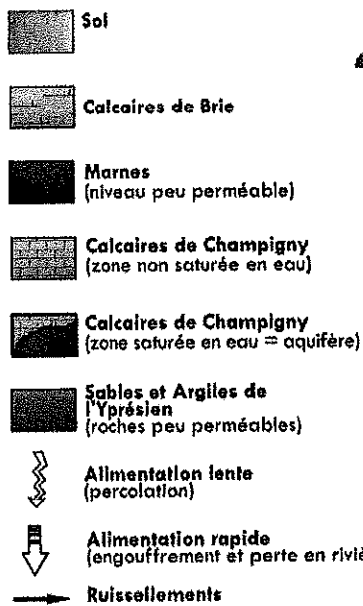 Sol
Calcaires de Brie
Marnes
(niveau peu perméable)
Calcaires de Champigny
(zone non saturée en eau)
Calcaires de Champigny
(zone saturée en eau = aquifère)
Sables et Argiles de
l'Yprésien
(roches peu perméables)
Alimentation lente
(percolation)
Alimentation rapide
(engouffrement et perte en riviè
Ruissellements